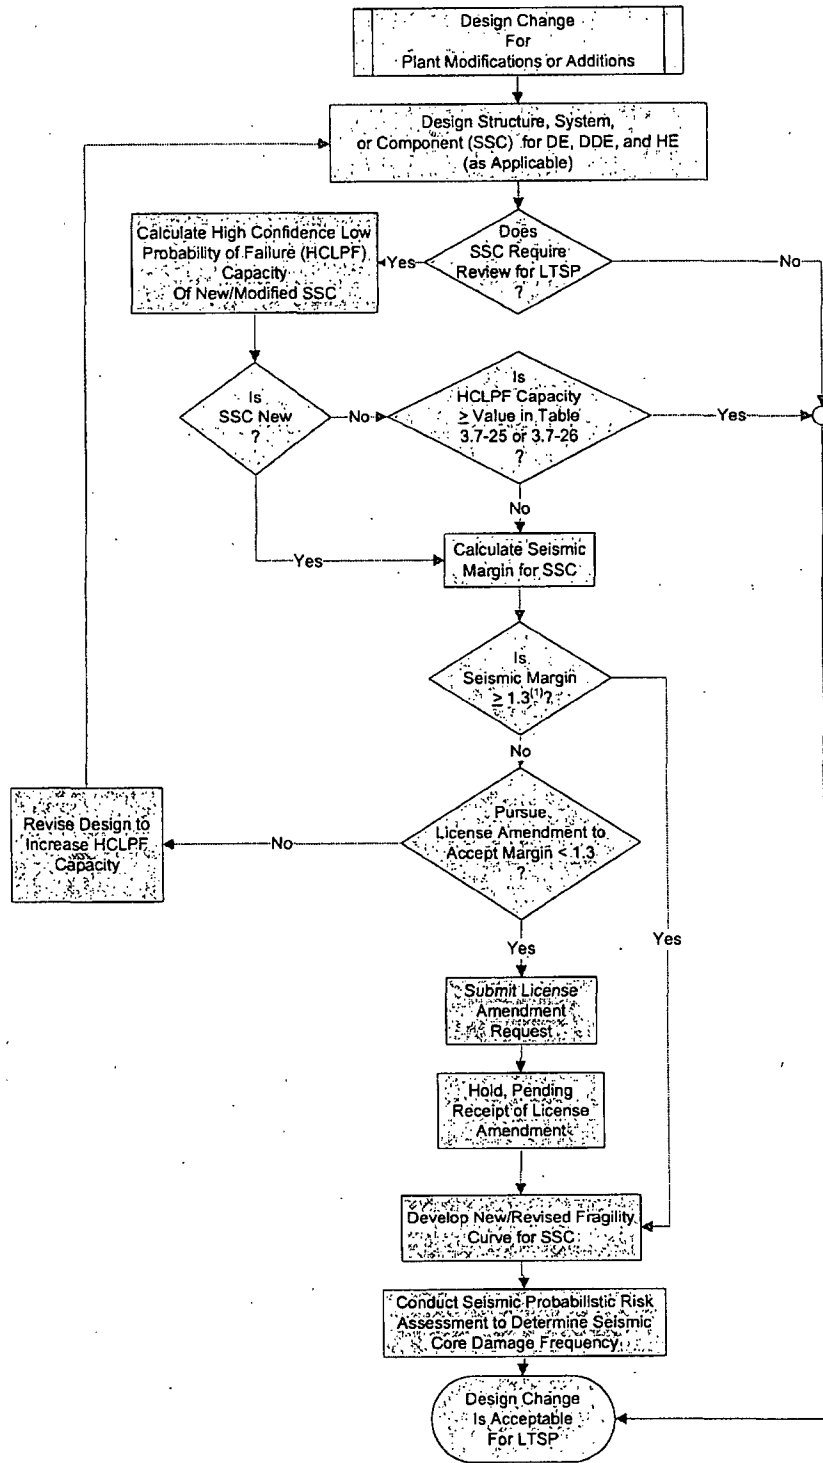 Design Change
For
Plant Modifications or Additions
Design Structure, System,
or Component (SSC) for DE, DDE, and HE
(as Applicable)
Does
SSC Require
Review for LTSP
?
Yes
No
Calculate High Confidence Low
Probability of Failure (HCLPF)
Capacity
Of New/Modified SSC
Is
SSC New
?
No
Is
HCLPF Capacity
≥ Value in Table
3.7-25 or 3.7-26
?
Yes
No
Yes
Calculate Seismic
Margin for SSC
Is
Seismic Margin
≥ 1.3(1)?
No
Pursue
License Amendment to
Accept Margin < 1.3
?
No
Revise Design to
Increase HCLPF
Capacity
Yes
Yes
Submit License
Amendment
Request
Hold, Pending
Receipt of License
Amendment
Develop New/Revised Fragility
Curve for SSC
Conduct Seismic Probabilistic Risk
Assessment to Determine Seismic
Core Damage Frequency
Design Change
Is Acceptable
For LTSP